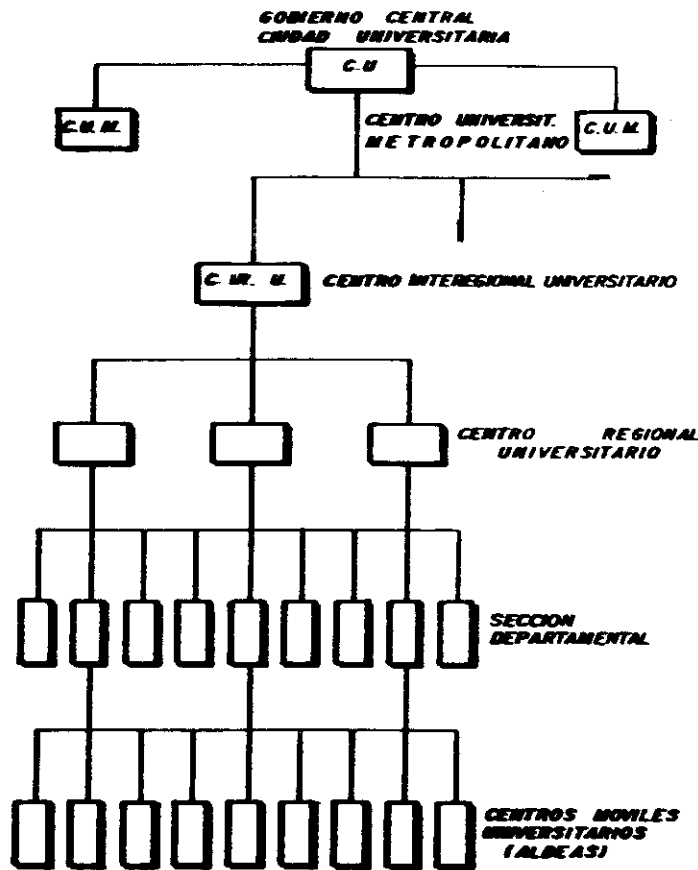 GOBIERNO CENTRAL
CIUDAD UNIVERSITARIA
C.U
C.U.M.
CENTRO UNIVERSIT.
METROPOLITANO
C.U.M.
C. IR. U.
CENTRO INTEREGIONAL UNIVERSITARIO
CENTRO REGIONAL
UNIVERSITARIO
SECCION
DEPARTAMENTAL
CENTROS MOVILES
UNIVERSITARIOS
(ALDEAS)